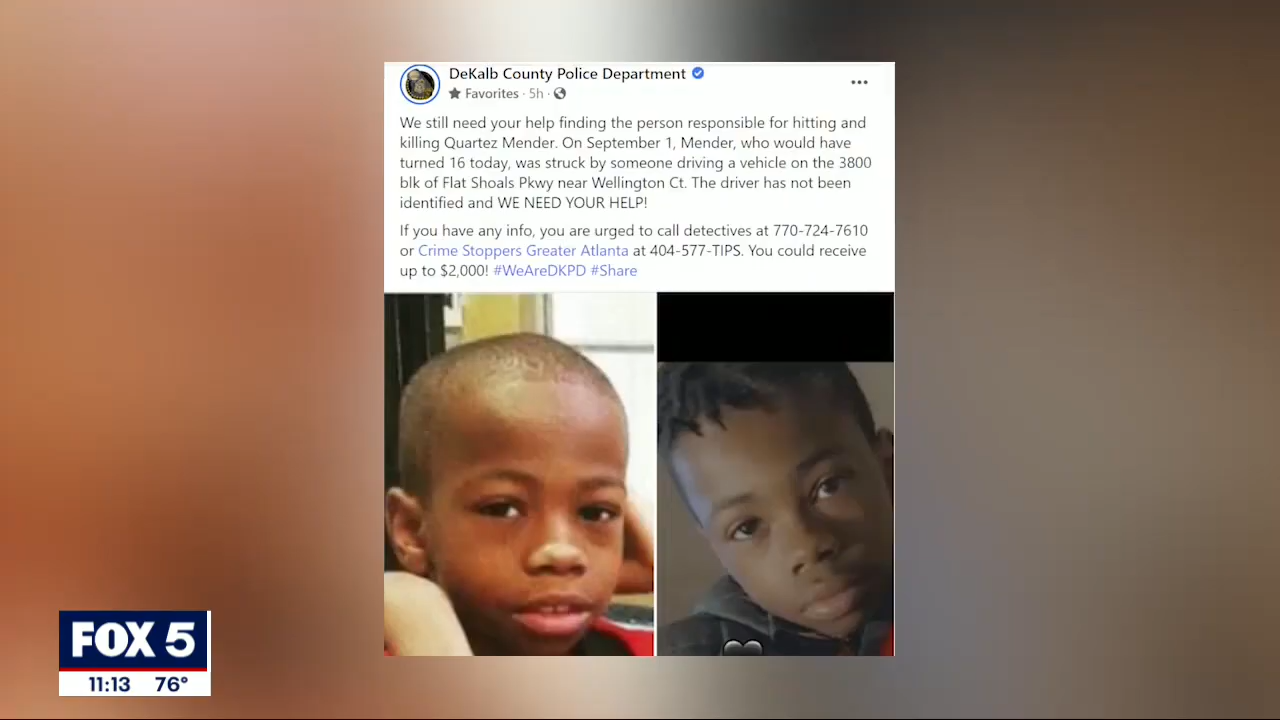 DeKalb County Police Department
Favorites · 5h ·
We still need your help finding the person responsible for hitting and
killing Quartez Mender. On September 1, Mender, who would have
turned 16 today, was struck by someone driving a vehicle on the 3800
blk of Flat Shoals Pkwy near Wellington Ct. The driver has not been
identified and WE NEED YOUR HELP!
If you have any info, you are urged to call detectives at 770-724-7610
or Crime Stoppers Greater Atlanta at 404-577-TIPS. You could receive
up to $2,000! #WeAreDKPD #Share
FOX 5
11:13 76°